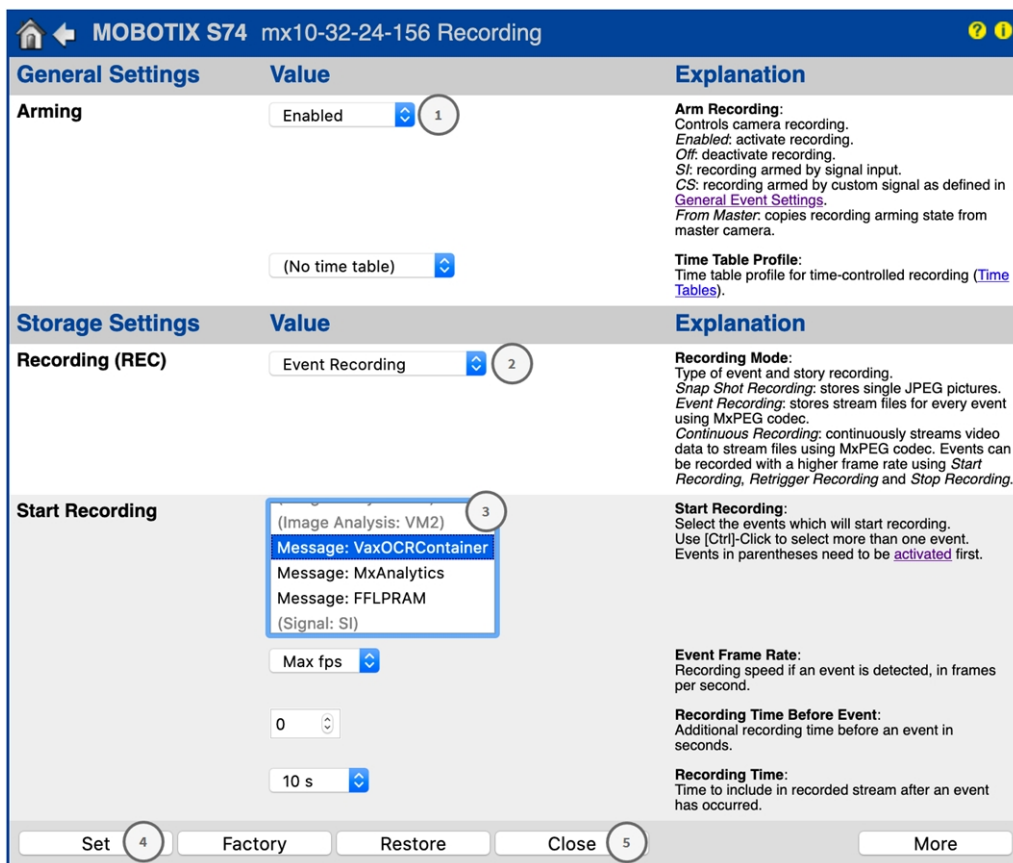 MOBOTIX S74 mx10-32-24-156 Recording
? i
General Settings Value Explanation
Arming
Enabled
1
Arm Recording:
Controls camera recording.
Enabled: activate recording.
Off: deactivate recording.
SI: recording armed by signal input.
CS: recording armed by custom signal as defined in
General Event Settings.
From Master: copies recording arming state from
master camera.
(No time table)
Time Table Profile:
Time table profile for time-controlled recording (Time
Tables).
Storage Settings Value Explanation
Recording (REC)
Event Recording
2
Recording Mode:
Type of event and story recording.
Snap Shot Recording: stores single JPEG pictures.
Event Recording: stores stream files for every event
using MxPEG codec.
Continuous Recording: continuously streams video
data to stream files using MxPEG codec. Events can
be recorded with a higher frame rate using Start
Recording, Retrigger Recording and Stop Recording.
Start Recording
3
(Image Analysis: VM2)
Message: VaxOCRContainer
Message: MxAnalytics
Message: FFLPRAM
(Signal: SI)
Start Recording:
Select the events which will start recording.
Use [Ctrl]-Click to select more than one event.
Events in parentheses need to be activated first.
Max fps
Event Frame Rate:
Recording speed if an event is detected, in frames
per second.
0
Recording Time Before Event:
Additional recording time before an event in
seconds.
10 s
Recording Time:
Time to include in recorded stream after an event
has occurred.
Set 4 Factory Restore Close 5 More